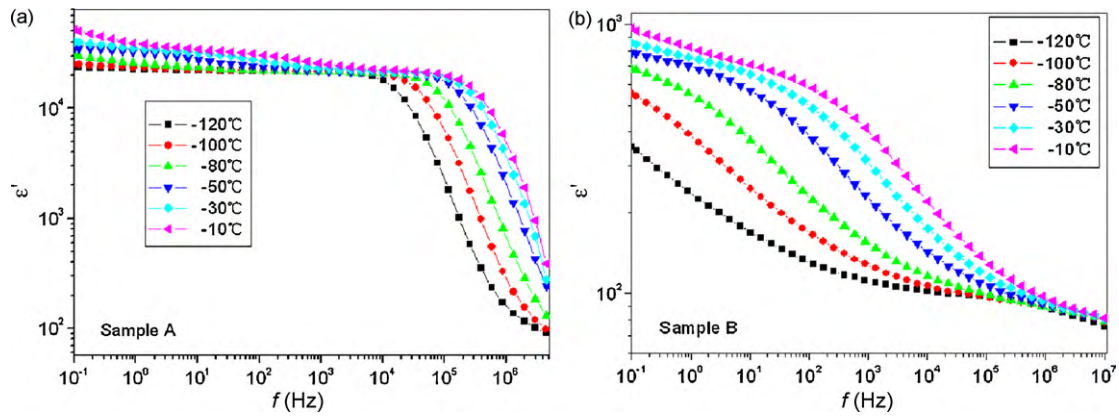 (a)
ε'
10⁴
10³
10²
-120℃
-100℃
-80℃
-50℃
-30℃
-10℃
Sample A
10⁻¹ 10⁰ 10¹ 10² 10³ 10⁴ 10⁵ 10⁶
f (Hz)
(b)
ε'
10³
10²
-120℃
-100℃
-80℃
-50℃
-30℃
-10℃
Sample B
10⁻¹ 10⁰ 10¹ 10² 10³ 10⁴ 10⁵ 10⁶ 10⁷
f (Hz)